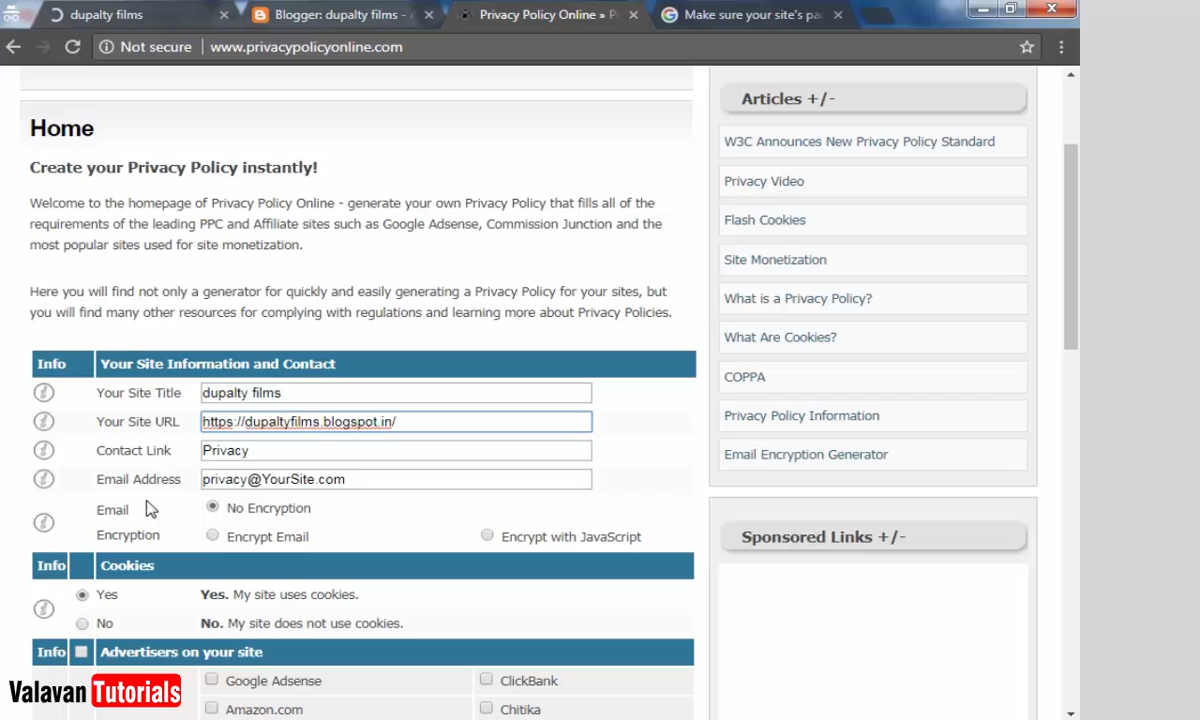 dupalty films
Blogger: dupalty films -
Privacy Policy Online » P
Make sure your site's pa
Not secure
www.privacypolicyonline.com
Home
Create your Privacy Policy instantly!
Welcome to the homepage of Privacy Policy Online - generate your own Privacy Policy that fills all of the
requirements of the leading PPC and Affiliate sites such as Google Adsense, Commission Junction and the
most popular sites used for site monetization.
Here you will find not only a generator for quickly and easily generating a Privacy Policy for your sites, but
you will find many other resources for complying with regulations and learning more about Privacy Policies.
Info
Your Site Information and Contact
Your Site Title
dupalty films
Your Site URL
https://dupaltyfilms.blogspot.in/
Contact Link
Privacy
Email Address
privacy@YourSite.com
Email
Encryption
No Encryption
Encrypt Email
Encrypt with JavaScript
Info
Cookies
Yes
Yes. My site uses cookies.
No
No. My site does not use cookies.
Info
Advertisers on your site
Google Adsense
ClickBank
Amazon.com
Chitika
Articles +/-
W3C Announces New Privacy Policy Standard
Privacy Video
Flash Cookies
Site Monetization
What is a Privacy Policy?
What Are Cookies?
COPPA
Privacy Policy Information
Email Encryption Generator
Sponsored Links +/-
Valavan Tutorials